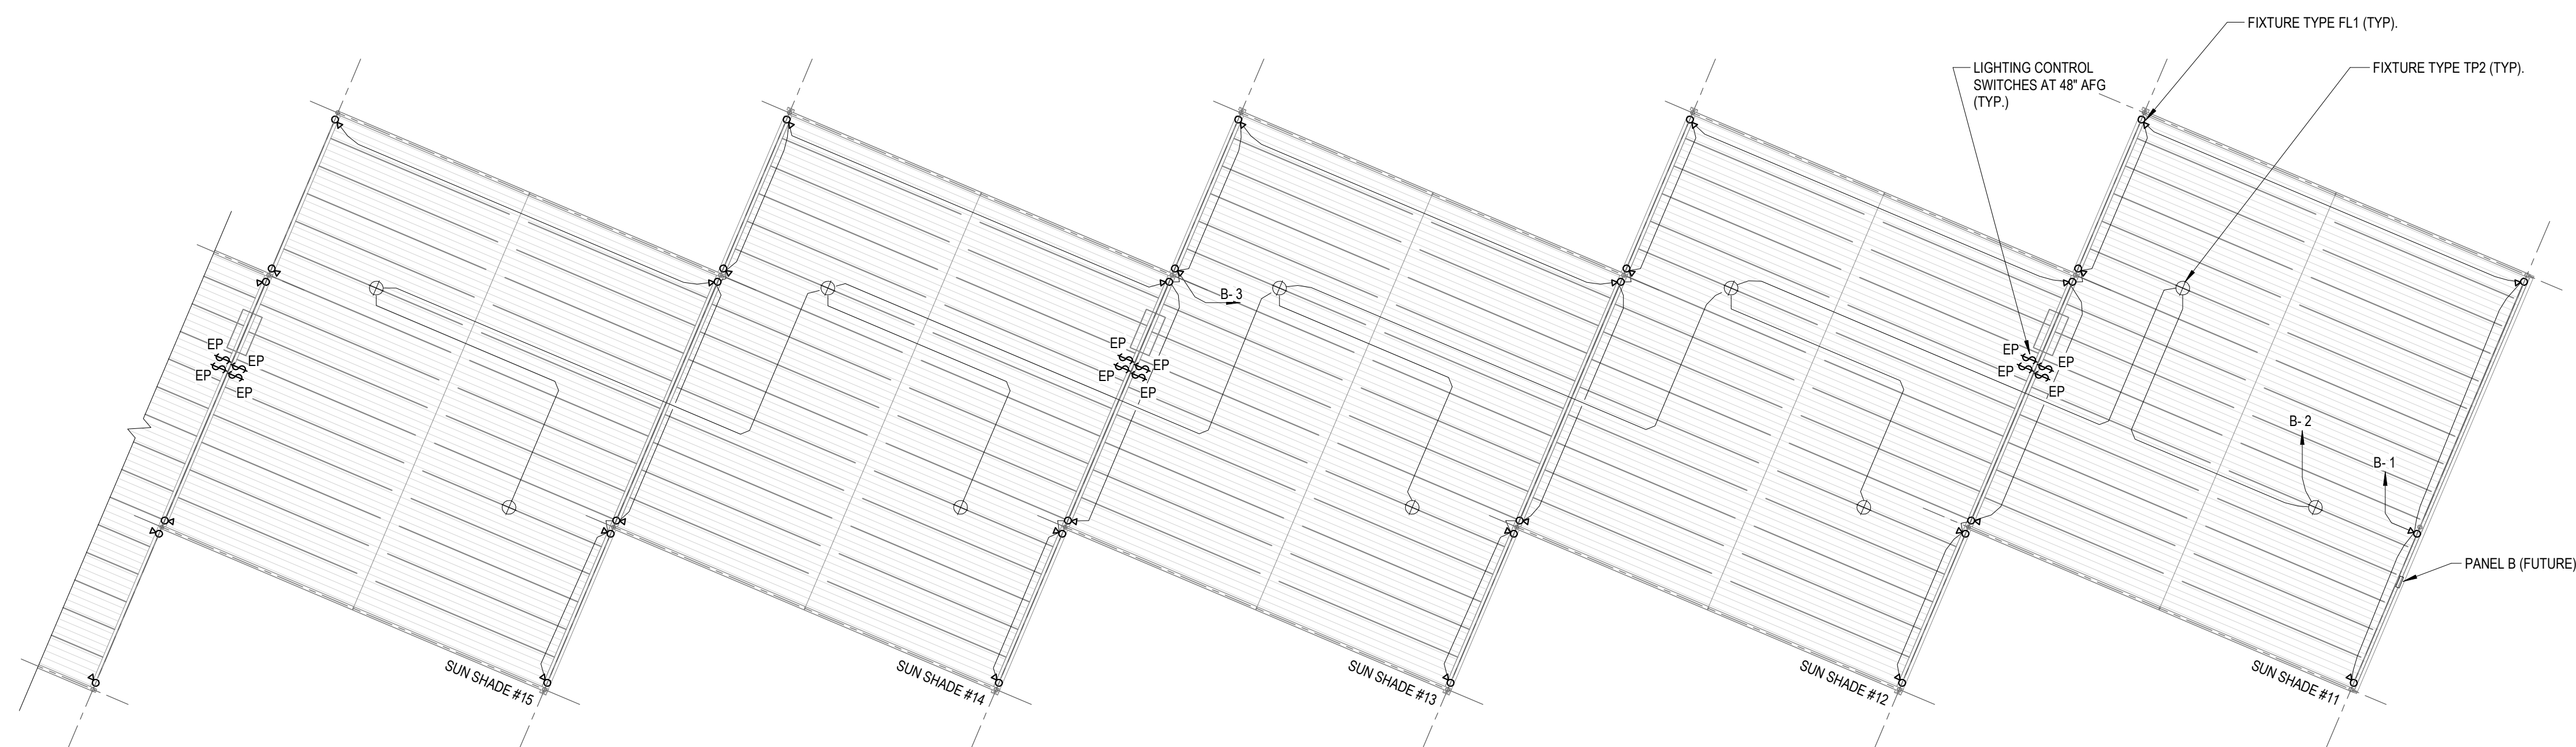 FIXTURE TYPE FL1 (TYP).
LIGHTING CONTROL
SWITCHES AT 48" AFG
(TYP.)
FIXTURE TYPE TP2 (TYP).
B- 3
EP
EP
EP
EP
EP
EP
EP
EP
EP
EP
EP
EP
B- 2
B- 1
PANEL B (FUTURE)
SUN SHADE #15
SUN SHADE #14
SUN SHADE #13
SUN SHADE #12
SUN SHADE #11